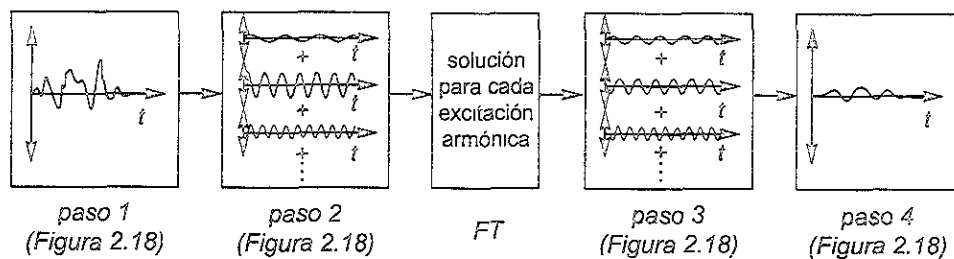 t
t
+
t
+
t
+
solución
para cada
excitación
armónica
t
+
t
+
t
+
t
paso 1
(Figura 2.18)
paso 2
(Figura 2.18)
FT
paso 3
(Figura 2.18)
paso 4
(Figura 2.18)